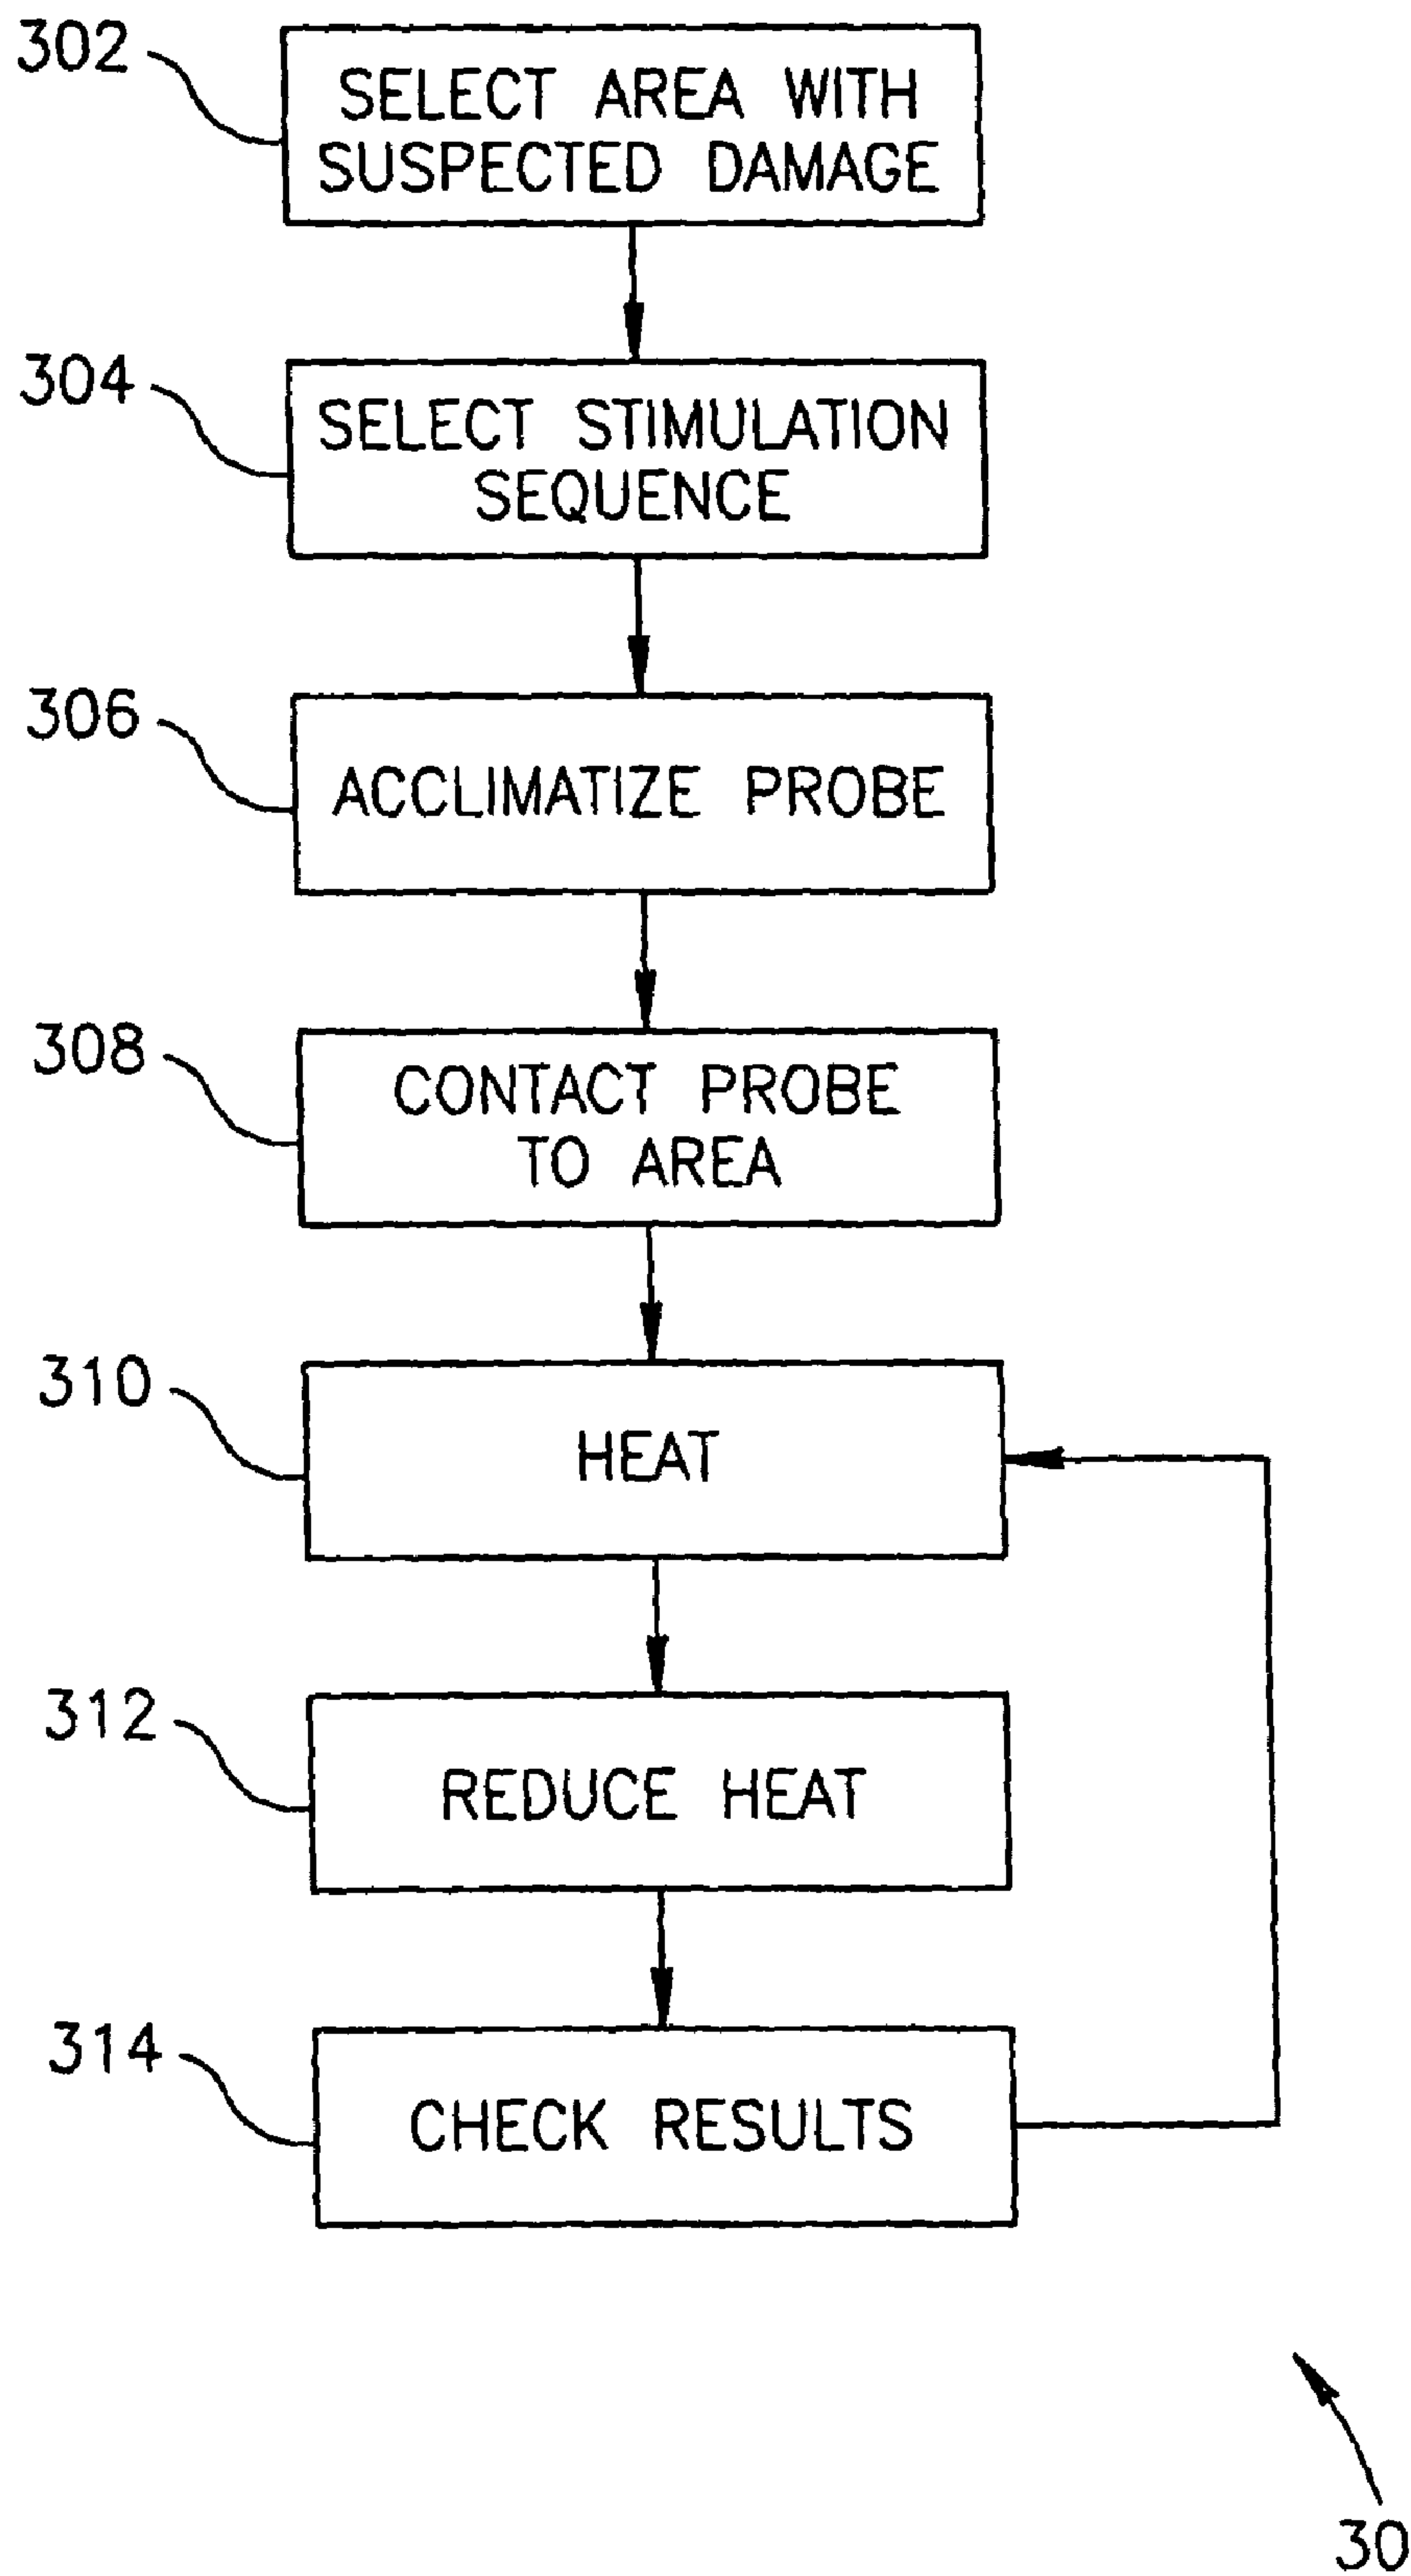 302
SELECT AREA WITH
SUSPECTED DAMAGE
304
SELECT STIMULATION
SEQUENCE
306
ACCLIMATIZE PROBE
308
CONTACT PROBE
TO AREA
310
HEAT
312
REDUCE HEAT
314
CHECK RESULTS
30